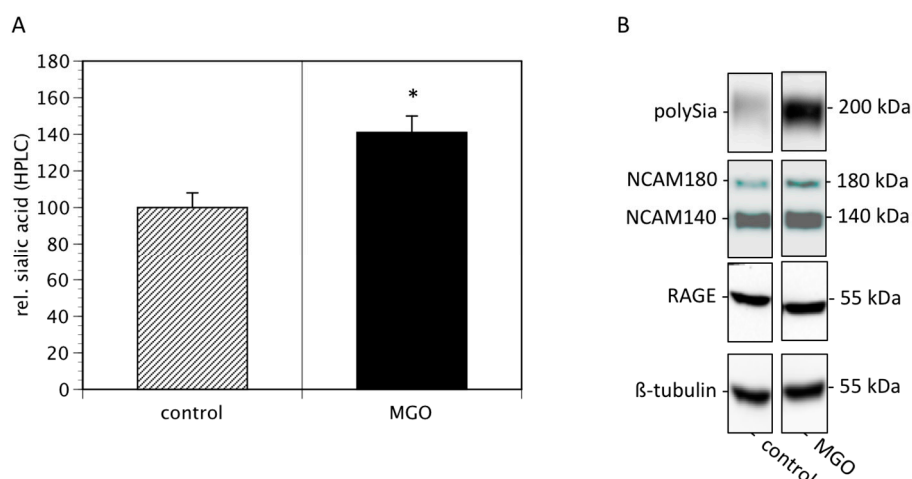 A
rel. sialic acid (HPLC)
180
160
140
120
100
80
60
40
20
0
*
control
MGO
B
polySia
- 200 kDa
NCAM180 -
- 180 kDa
NCAM140 -
- 140 kDa
RAGE -
- 55 kDa
ß-tubulin -
- 55 kDa
- control
- MGO